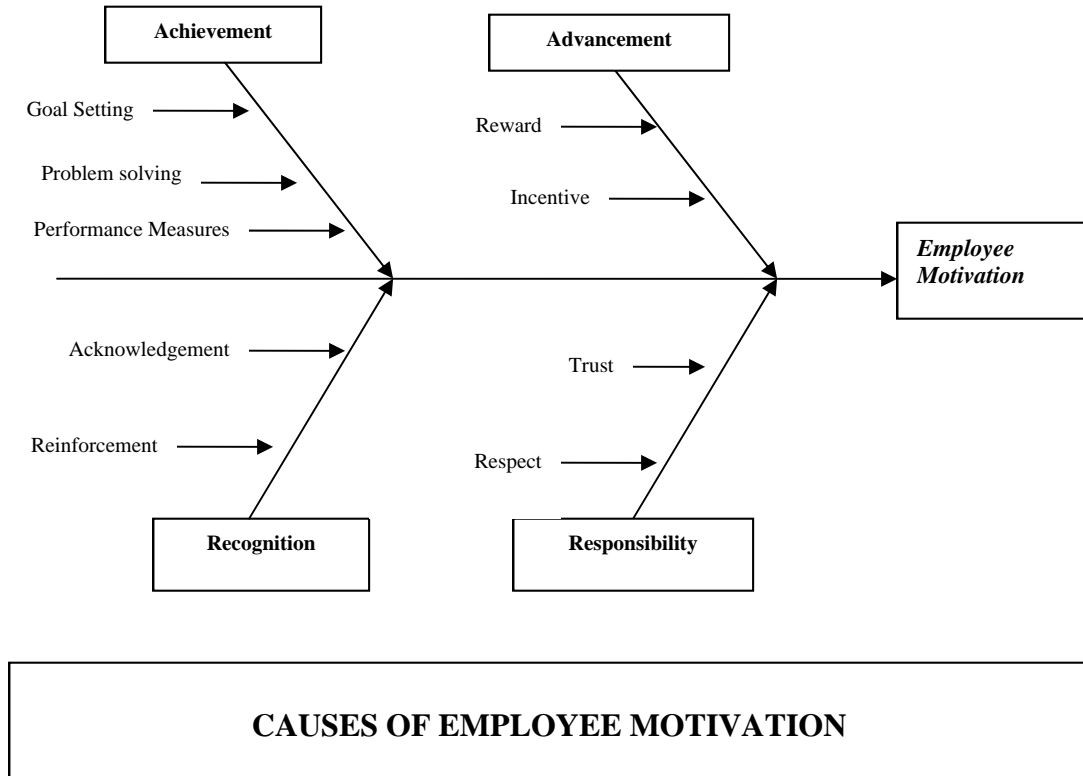 Achievement
Advancement
Goal Setting
Reward
Problem solving
Incentive
Performance Measures
Employee
Motivation
Acknowledgement
Trust
Reinforcement
Respect
Recognition
Responsibility
CAUSES OF EMPLOYEE MOTIVATION